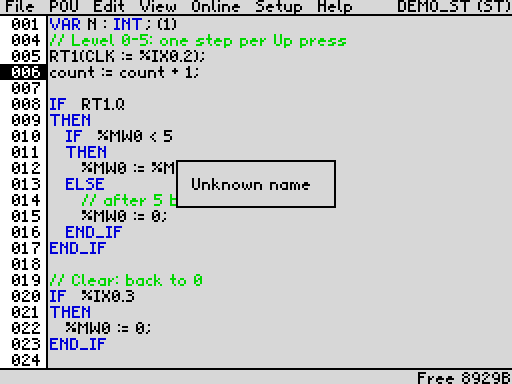 File POU Edit View Online Setup Help DEMO_ST (ST)
001 VAR N : INT; (1)
004 // Level 0-5: one step per Up press
005 RT1(CLK := %IX0.2);
006 count := count + 1;
007
008 IF RT1.Q
009 THEN
010 IF %MW0 < 5
011 THEN
012 %MW0 := %M
013 ELSE
014 // after 5 b
015 %MW0 := 0;
016 END_IF
017 END_IF
018
019 // Clear: back to 0
020 IF %IX0.3
021 THEN
022 %MW0 := 0;
023 END_IF
024
Unknown name
Free 8929B